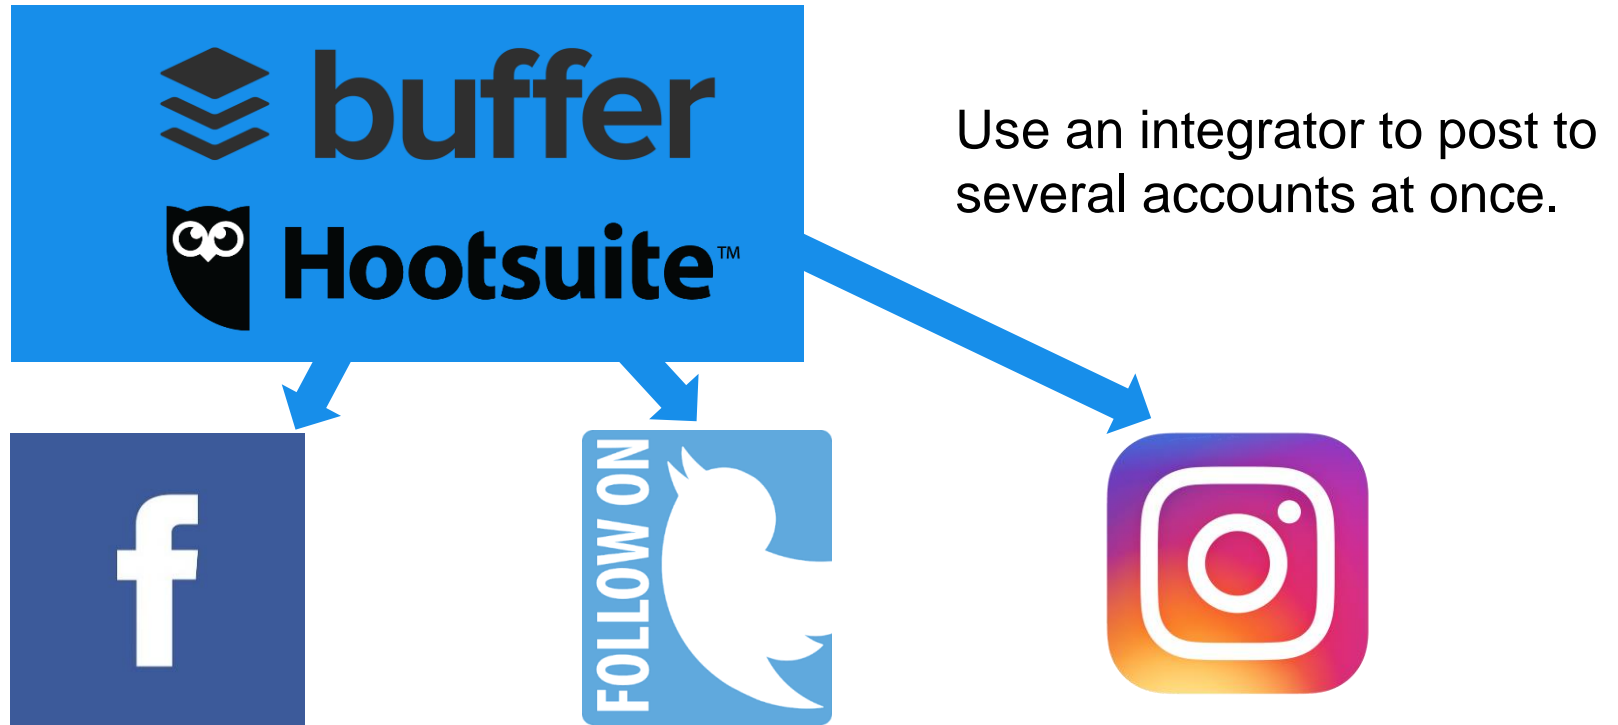 buffer
Hootsuite™
Use an integrator to post to
several accounts at once.
f
FOLLOW ON